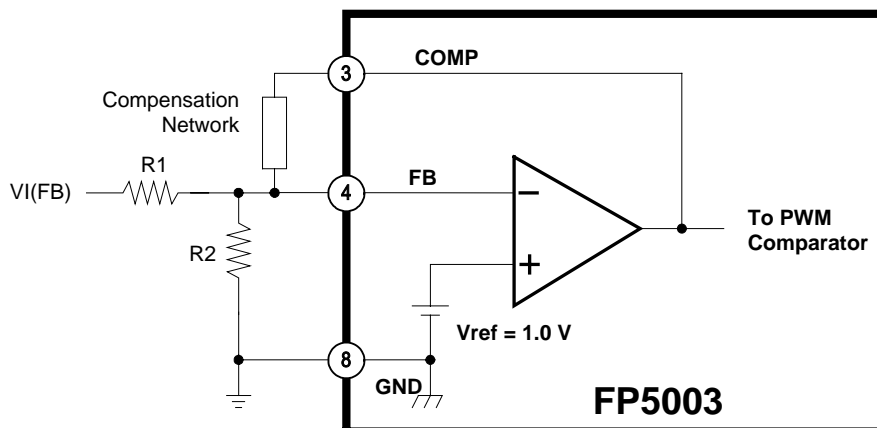 COMP
3
Compensation
Network
R1
VI(FB)
4
FB
−
R2
+
To PWM
Comparator
Vref = 1.0 V
8
GND
FP5003